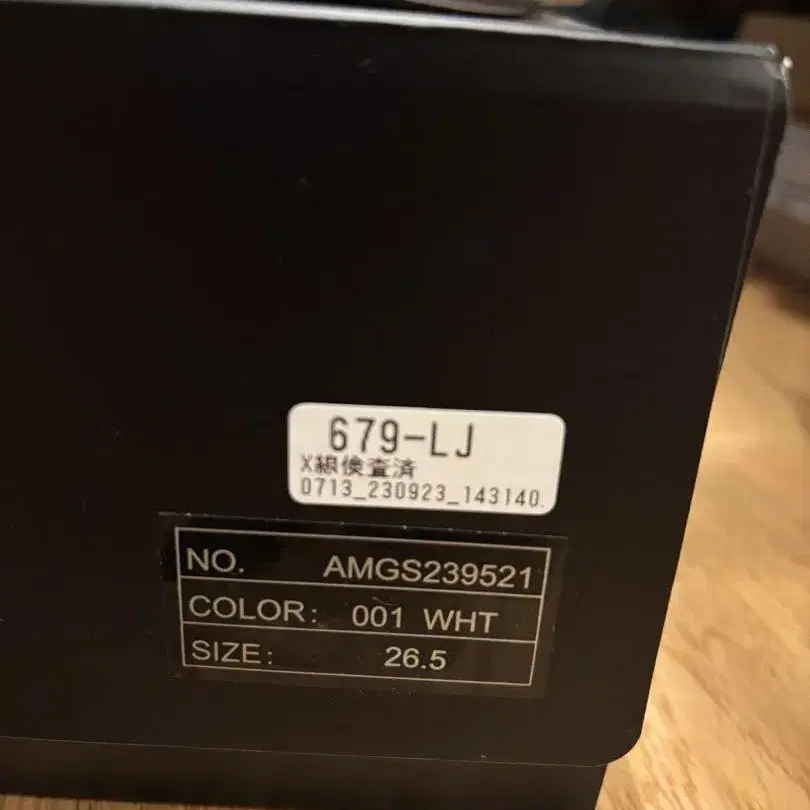 679-LJ
X線検査済
0713_230923_143140.
NO. AMGS239521
COLOR: 001 WHT
SIZE: 26.5